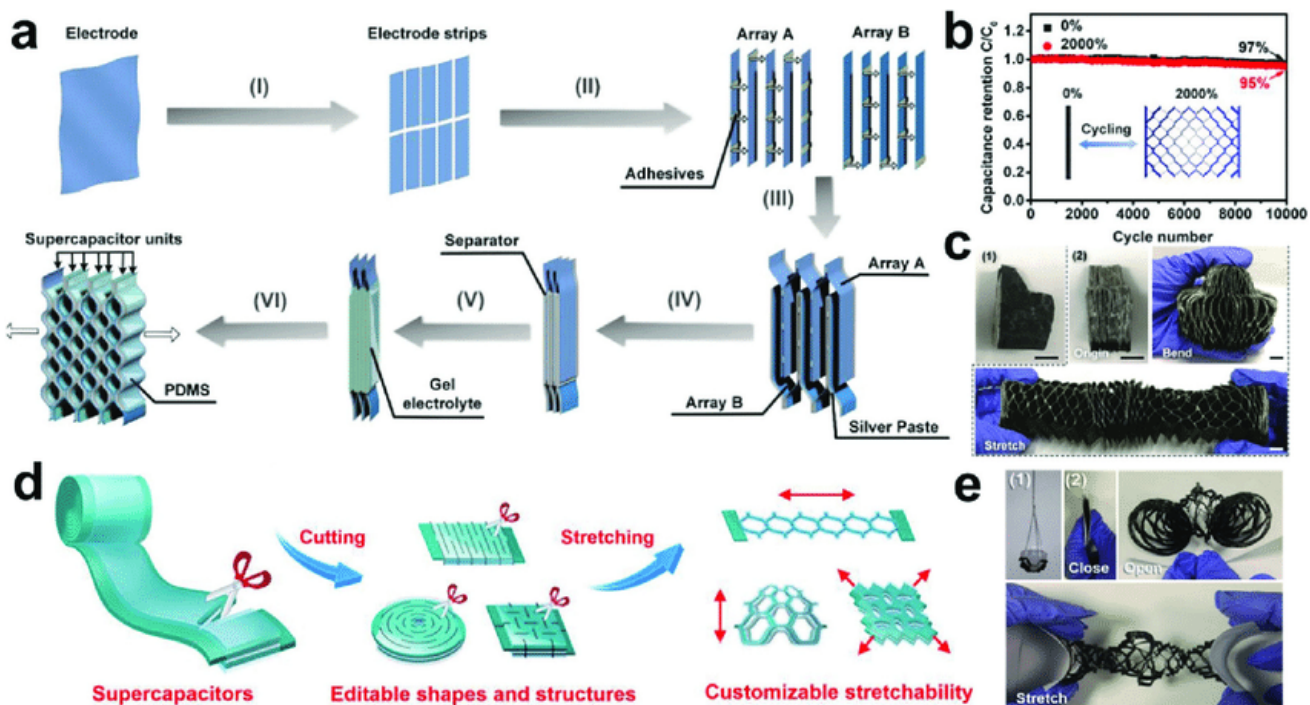 a
Electrode
Electrode strips
Array A
Array B
(I)
(II)
Adhesives
(III)
Supercapacitor units
Separator
Array A
(VI)
(V)
(IV)
PDMS
Gel
electrolyte
Array B
Silver Paste
b
Capacitance retention C/C0
1.2
1.0
0.8
0.6
0.4
0.2
0.0
0%
2000%
97%
95%
0%
2000%
Cycling
0
2000
4000
6000
8000
10000
Cycle number
c
(1)
(2)
Origin
Bend
Stretch
d
Cutting
Stretching
Supercapacitors
Editable shapes and structures
Customizable stretchability
e
(1)
(2)
Close
Open
Stretch